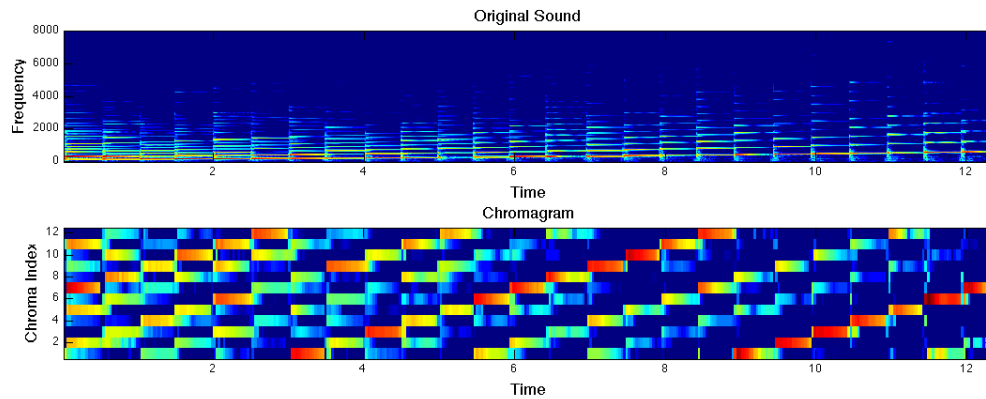 Original Sound
8000
6000
4000
2000
0
Frequency
2 4 6 8 10 12
Time
Chromagram
12
10
8
6
4
2
Chroma Index
2 4 6 8 10 12
Time